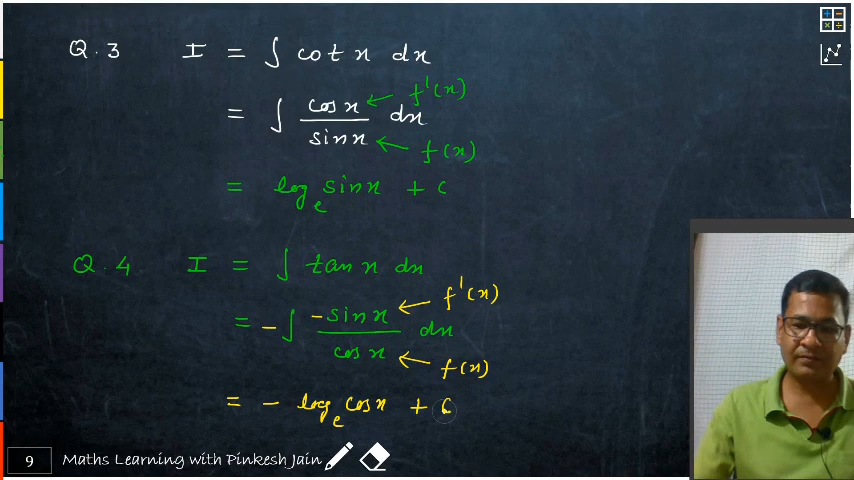 Q.3 I = ∫ cot x dx
= ∫ cos x / sin x dx ← f'(x) ← f(x)
= logₑ sin x + c
Q.4 I = ∫ tan x dx
= - ∫ -sin x / cos x dx ← f'(x) ← f(x)
= - logₑ cos x + c
9 Maths Learning with Pinkesh Jain